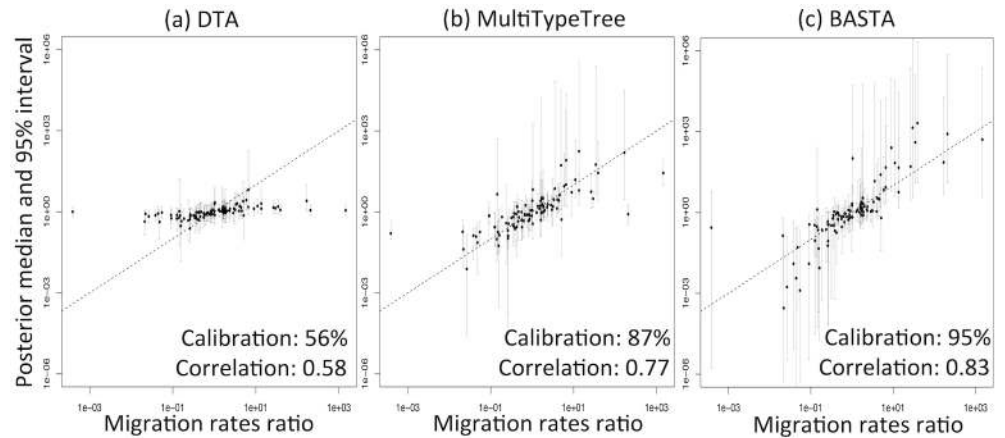 (a) DTA (b) MultiTypeTree (c) BASTA
Posterior median and 95% interval
1e+06 1e+06 1e+06
1e+03 1e+03 1e+03
1e+00 1e+00 1e+00
1e-03 1e-03 1e-03
1e-06 1e-06 1e-06
Calibration: 56% Calibration: 87% Calibration: 95%
Correlation: 0.58 Correlation: 0.77 Correlation: 0.83
1e-03 1e-01 1e+01 1e+03 1e-03 1e-01 1e+01 1e+03 1e-03 1e-01 1e+01 1e+03
Migration rates ratio Migration rates ratio Migration rates ratio